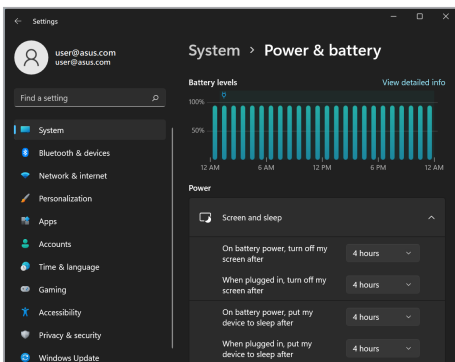 Settings
user@asus.com
user@asus.com
System > Power & battery
Battery levels
View detailed info
Find a setting
100%
50%
12 AM
6 AM
12 PM
6 PM
12 AM
System
Bluetooth & devices
Network & internet
Personalization
Apps
Accounts
Time & language
Gaming
Accessibility
Privacy & security
Windows Update
Power
Screen and sleep
On battery power, turn off my
screen after
4 hours
When plugged in, turn off my
screen after
4 hours
On battery power, put my
device to sleep after
4 hours
When plugged in, put my
device to sleep after
4 hours